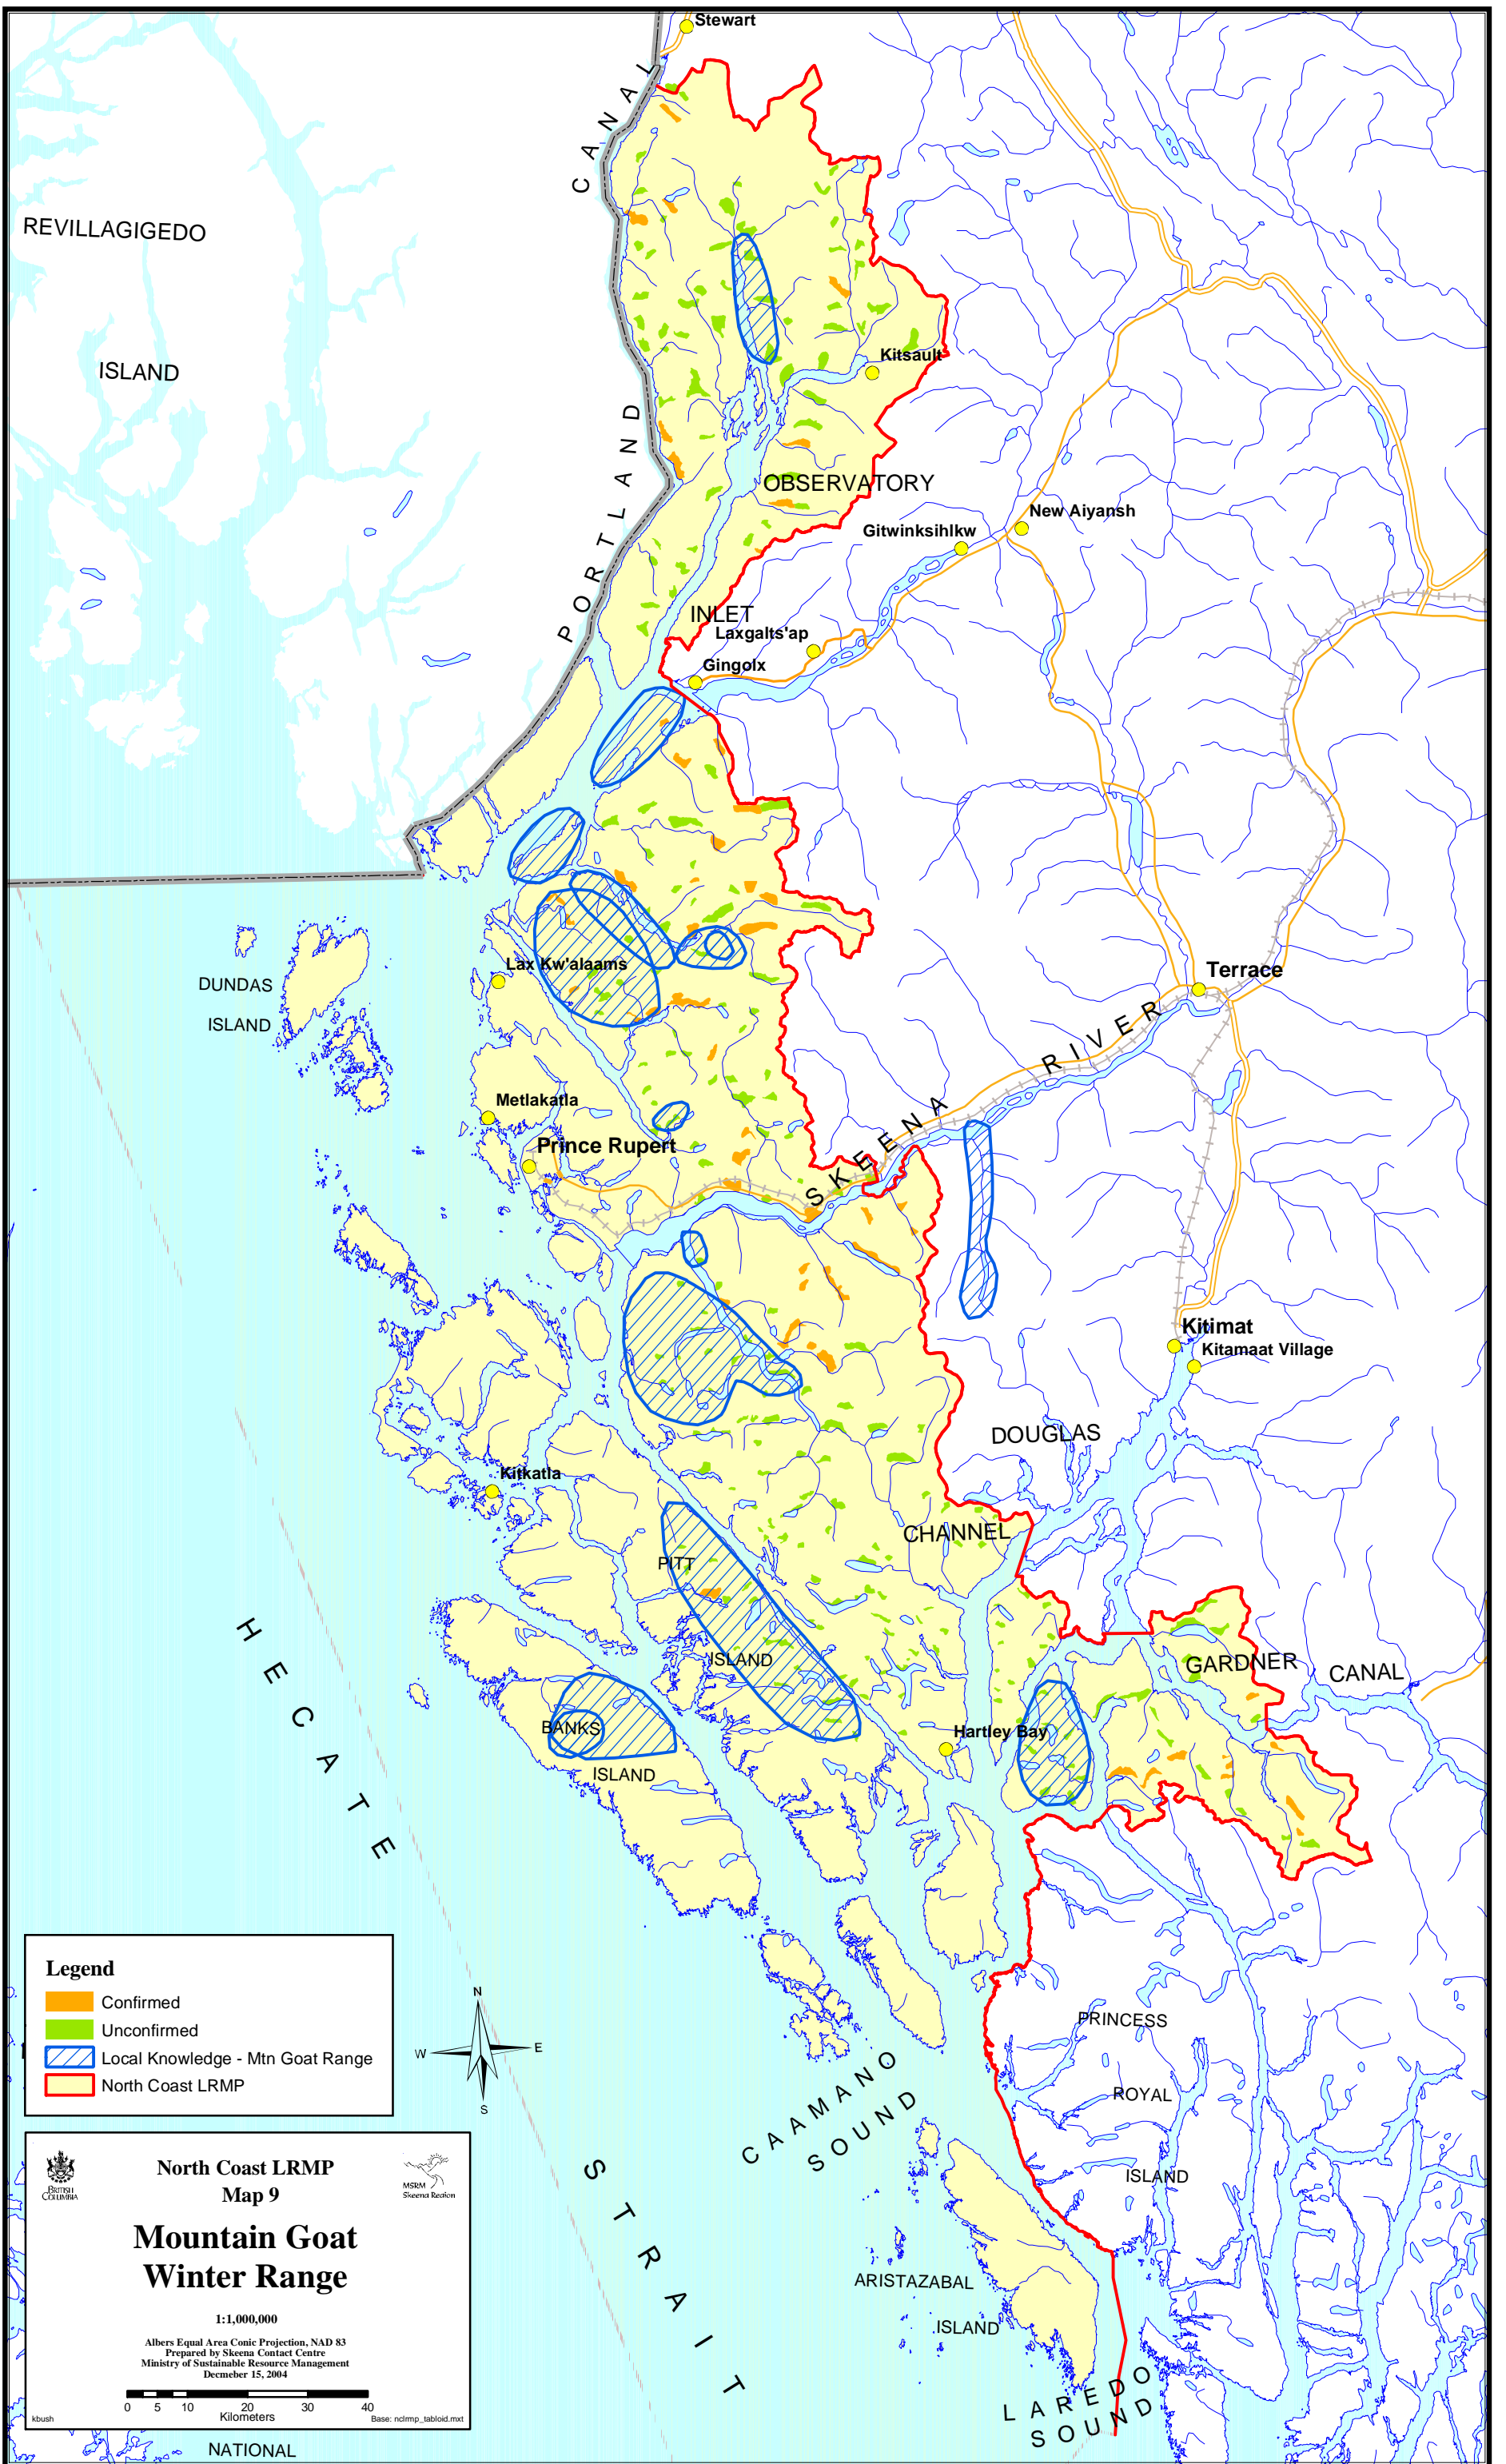 Stewart
CANAL
REVILLAGIGEDO
ISLAND
Kitsault
PORTLAND
OBSERVATORY
New Aiyansh
Gitwinksihlkw
INLET
Laxgalts'ap
Gingolx
Terrace
Lax Kw'alaams
DUNDAS
ISLAND
SKEENA RIVER
Metlakatla
Prince Rupert
Kitimat
Kitamaat Village
DOUGLAS
Kitkatla
CHANNEL
PITT
ISLAND
GARDNER
CANAL
HECATE
BANKS
ISLAND
Hartley Bay
Legend
Confirmed
Unconfirmed
Local Knowledge - Mtn Goat Range
North Coast LRMP
N
W
E
S
PRINCESS
ROYAL
ISLAND
CAAMANO
SOUND
STRAIT
ARISTAZABAL
ISLAND
LAREDO
SOUND
BRITISH
COLUMBIA
North Coast LRMP
Map 9
MSRM
Skeena Region
Mountain Goat
Winter Range
1:1,000,000
Albers Equal Area Conic Projection, NAD 83
Prepared by Skeena Contact Centre
Ministry of Sustainable Resource Management
Decmeber 15, 2004
0 5 10 20 30 40
Kilometers
kbush
Base: nclrmp_tabloid.mxt
NATIONAL